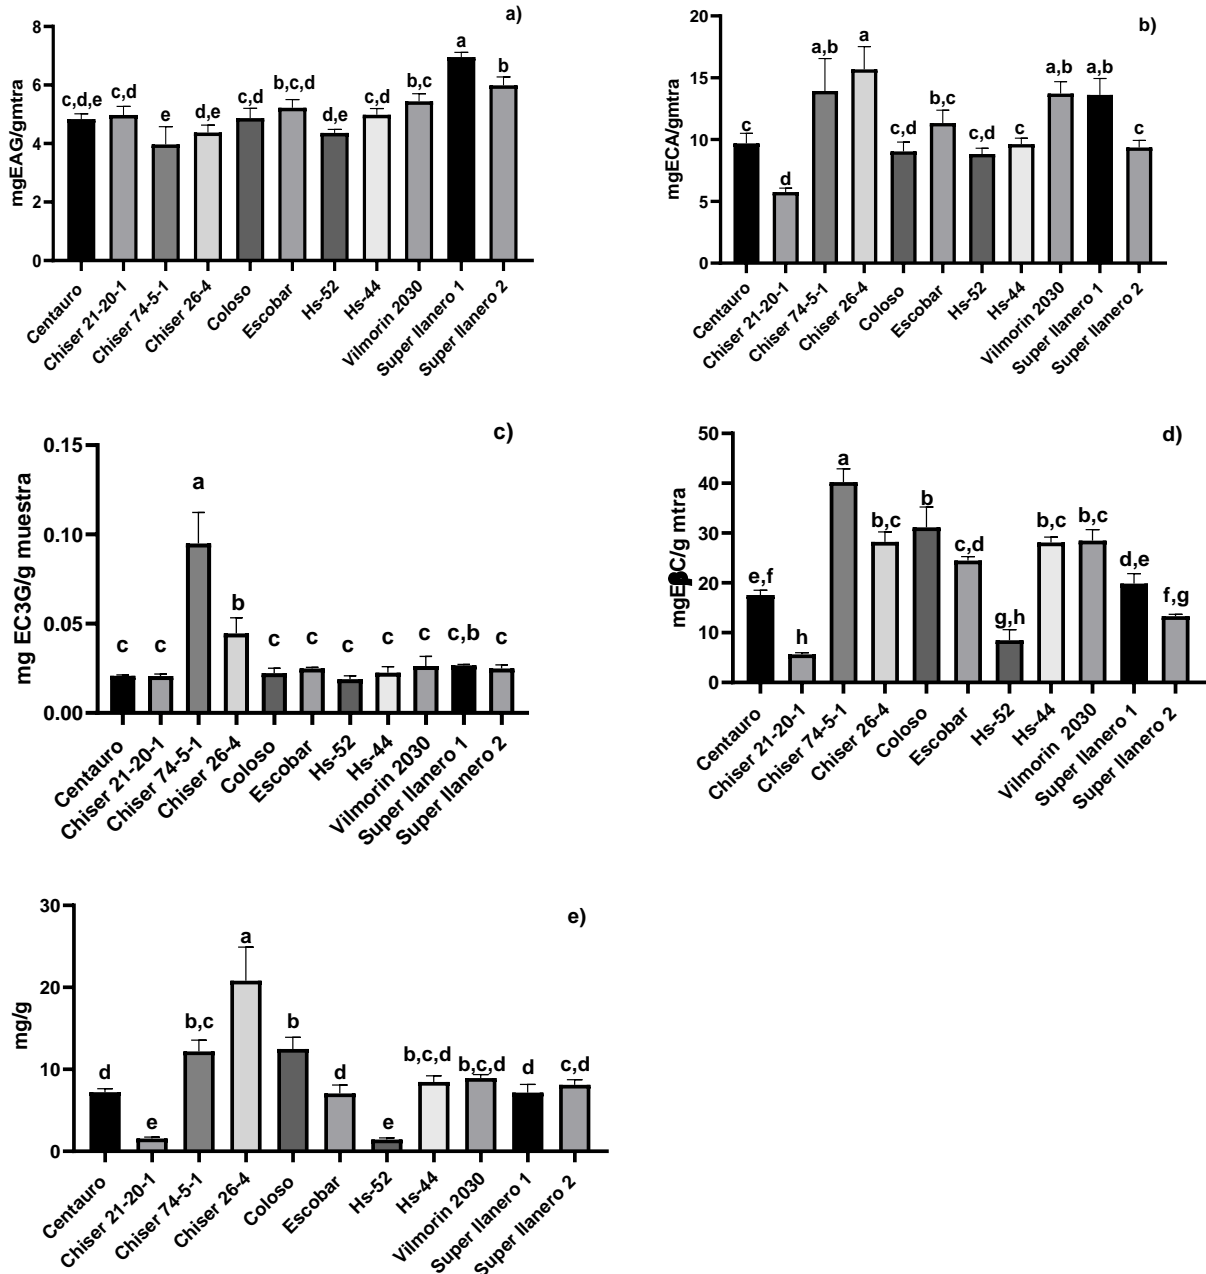 a)
mgEAG/gmtra
8
6
4
2
0
c,d,e
c,d
e
d,e
c,d
b,c,d
d,e
c,d
b,c
a
b
Centauro
Chiser 21-20-1
Chiser 74-5-1
Chiser 26-4
Coloso
Escobar
Hs-52
Hs-44
Vilmorin 2030
Super llanero 1
Super llanero 2
b)
mgECA/gmtra
20
15
10
5
0
c
d
a,b
a
c,d
b,c
c,d
c
a,b
a,b
c
Centauro
Chiser 21-20-1
Chiser 74-5-1
Chiser 26-4
Coloso
Escobar
Hs-52
Hs-44
Vilmorin 2030
Super llanero 1
Super llanero 2
c)
mg EC3G/g muestra
0.15
0.10
0.05
0.00
c
c
a
b
c
c
c
c
c
c,b
c
Centauro
Chiser 21-20-1
Chiser 74-5-1
Chiser 26-4
Coloso
Escobar
Hs-52
Hs-44
Vilmorin 2030
Super llanero 1
Super llanero 2
d)
mgEβC/g mtra
50
40
30
20
10
0
e,f
h
a
b,c
b
c,d
g,h
b,c
b,c
d,e
f,g
Centauro
Chiser 21-20-1
Chiser 74-5-1
Chiser 26-4
Coloso
Escobar
Hs-52
Hs-44
Vilmorin 2030
Super llanero 1
Super llanero 2
e)
mg/g
30
20
10
0
d
e
b,c
a
b
d
e
b,c,d
b,c,d
d
c,d
Centauro
Chiser 21-20-1
Chiser 74-5-1
Chiser 26-4
Coloso
Escobar
Hs-52
Hs-44
Vilmorin 2030
Super llanero 1
Super llanero 2